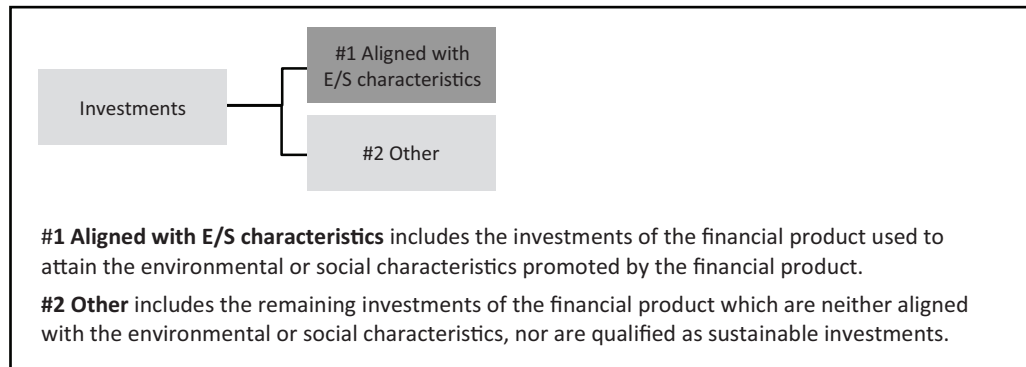 #1 Aligned with
E/S characteristics
Investments
#2 Other
#1 Aligned with E/S characteristics includes the investments of the financial product used to
attain the environmental or social characteristics promoted by the financial product.
#2 Other includes the remaining investments of the financial product which are neither aligned
with the environmental or social characteristics, nor are qualified as sustainable investments.